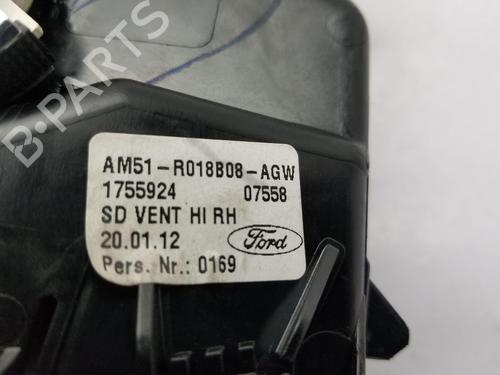 B-PARTS
AM51-R018B08-AGW
1755924 07558
SD VENT HI RH
20.01.12 Ford
Pers. Nr.: 0169